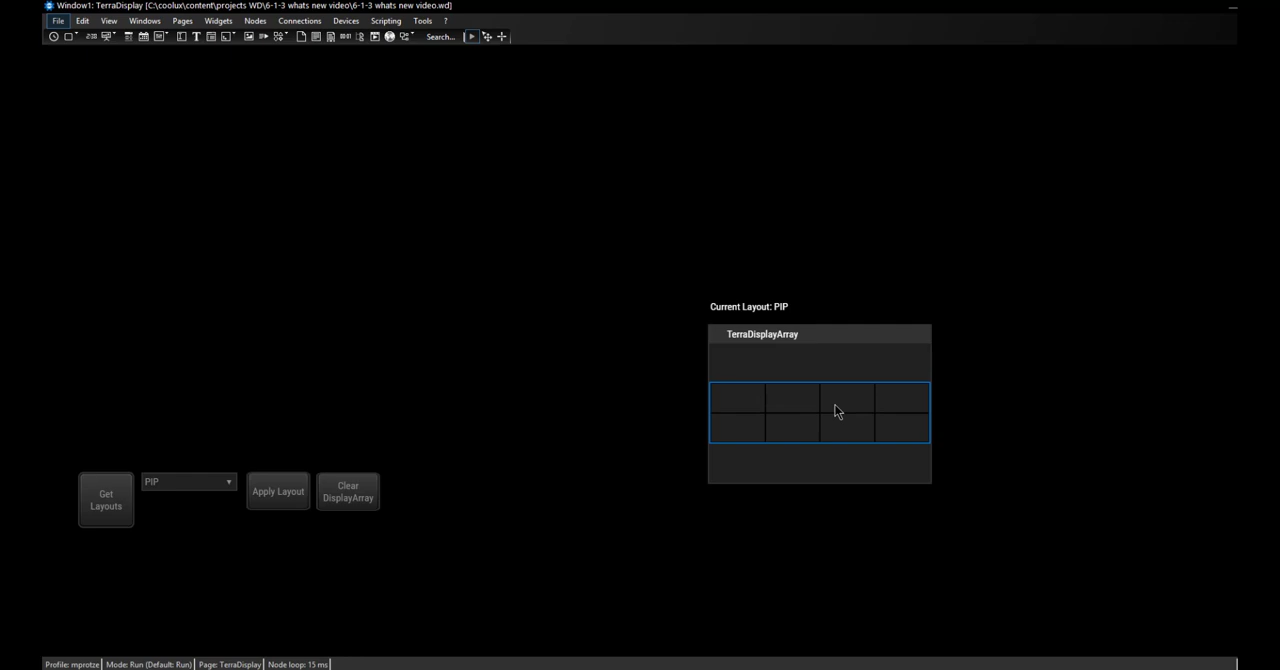 Window1: TerraDisplay [C:\coolux\content\projects WD\6-1-3 whats new video\6-1-3 whats new video.wd]
File Edit View Windows Pages Widgets Nodes Connections Devices Scripting Tools ?
Search...
Current Layout: PIP
TerraDisplayArray
Get
Layouts
PIP
Apply Layout
Clear
DisplayArray
Profile: mprotze Mode: Run (Default: Run) Page: TerraDisplay Node loop: 15 ms